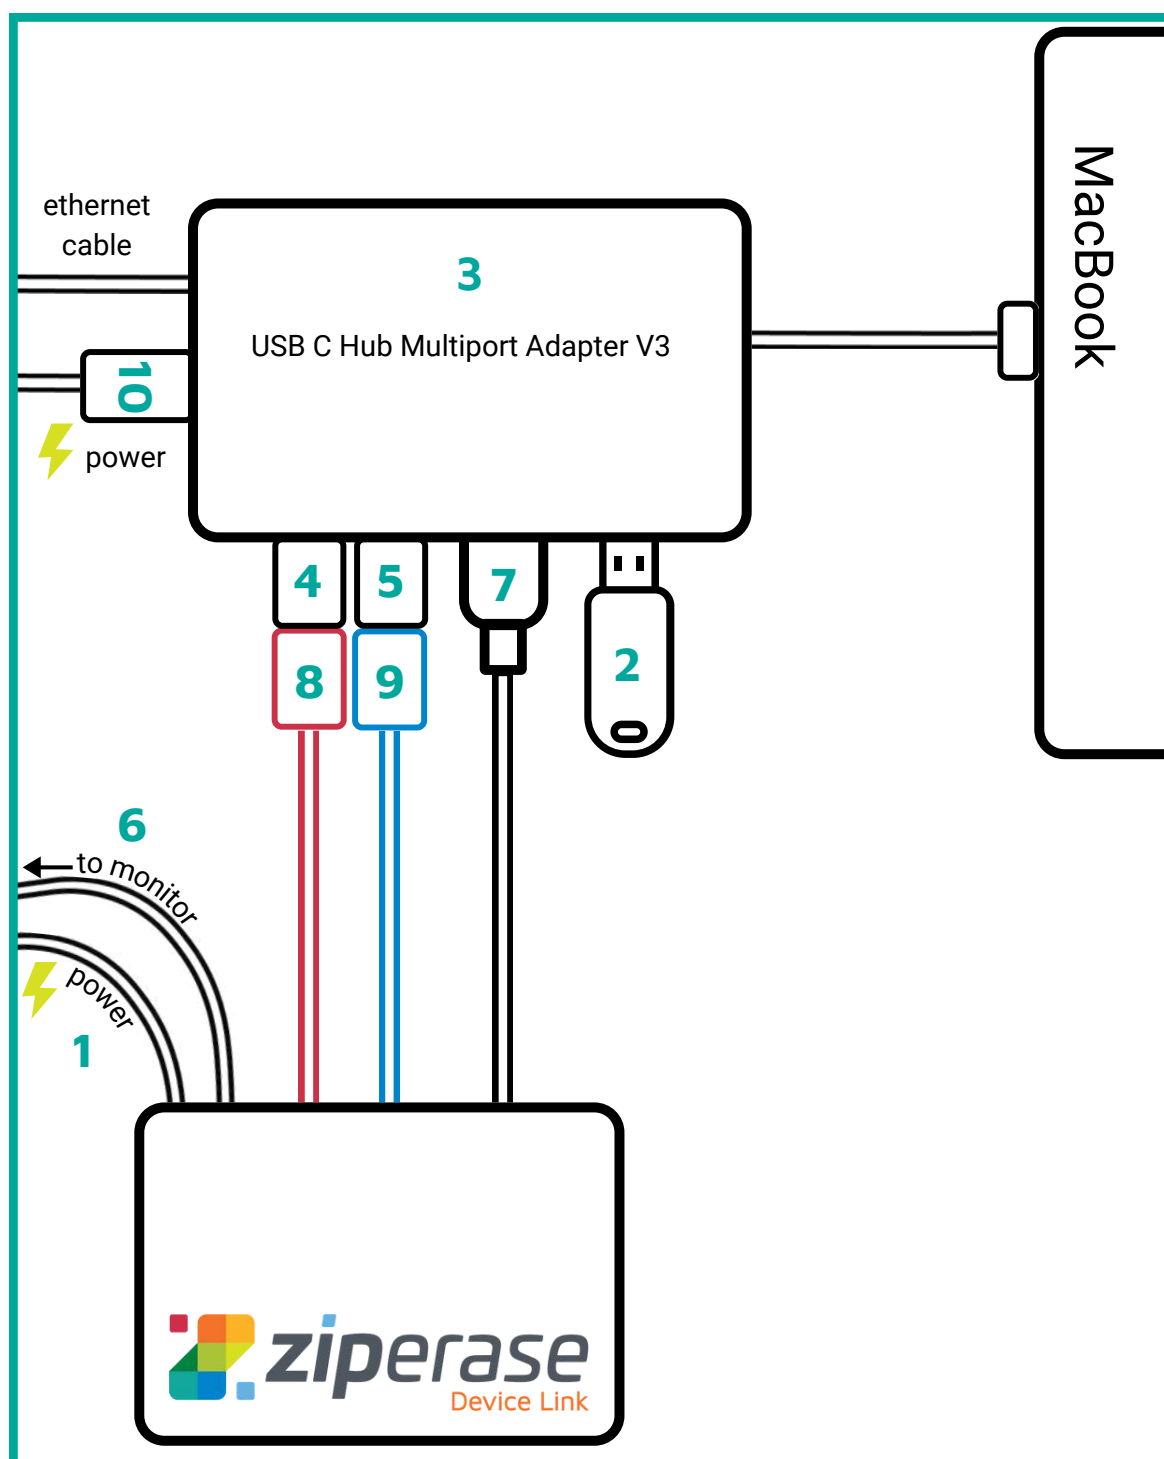 ethernet
cable
3
USB C Hub Multiport Adapter V3
MacBook
10
power
4
5
7
2
8
9
6
to monitor
power
1
ziperase
Device Link